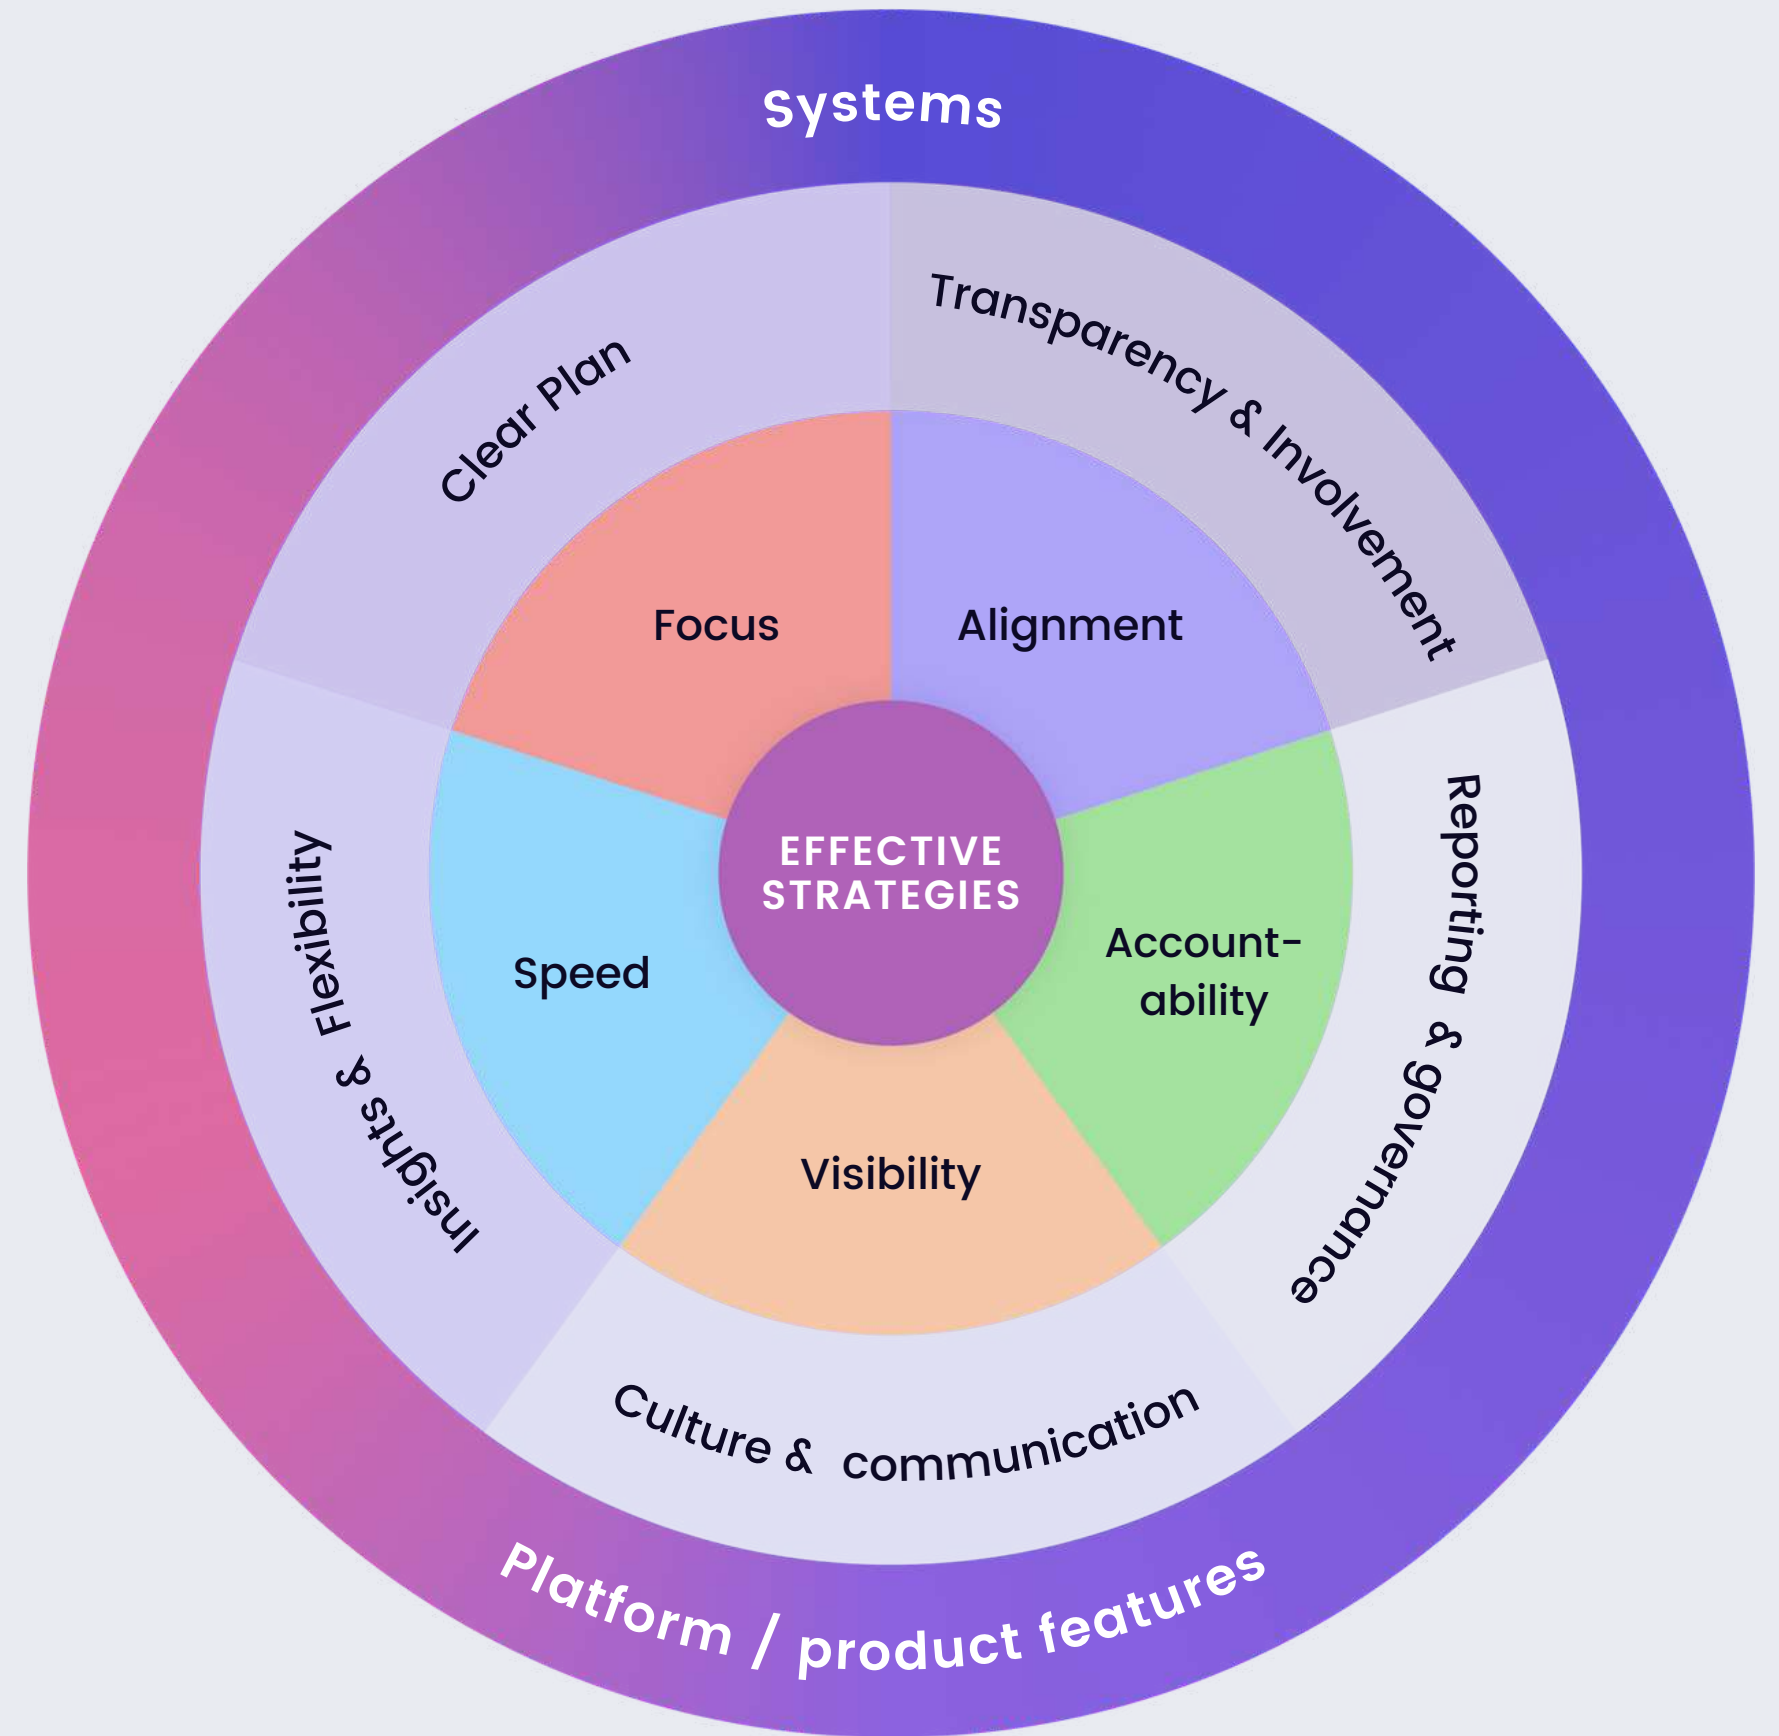 Systems
Clear Plan
Transparency & Involvement
Focus
Alignment
EFFECTIVE
STRATEGIES
Speed
Account-
ability
Insights & Flexibility
Reporting & governance
Visibility
Culture & communication
Platform / product features